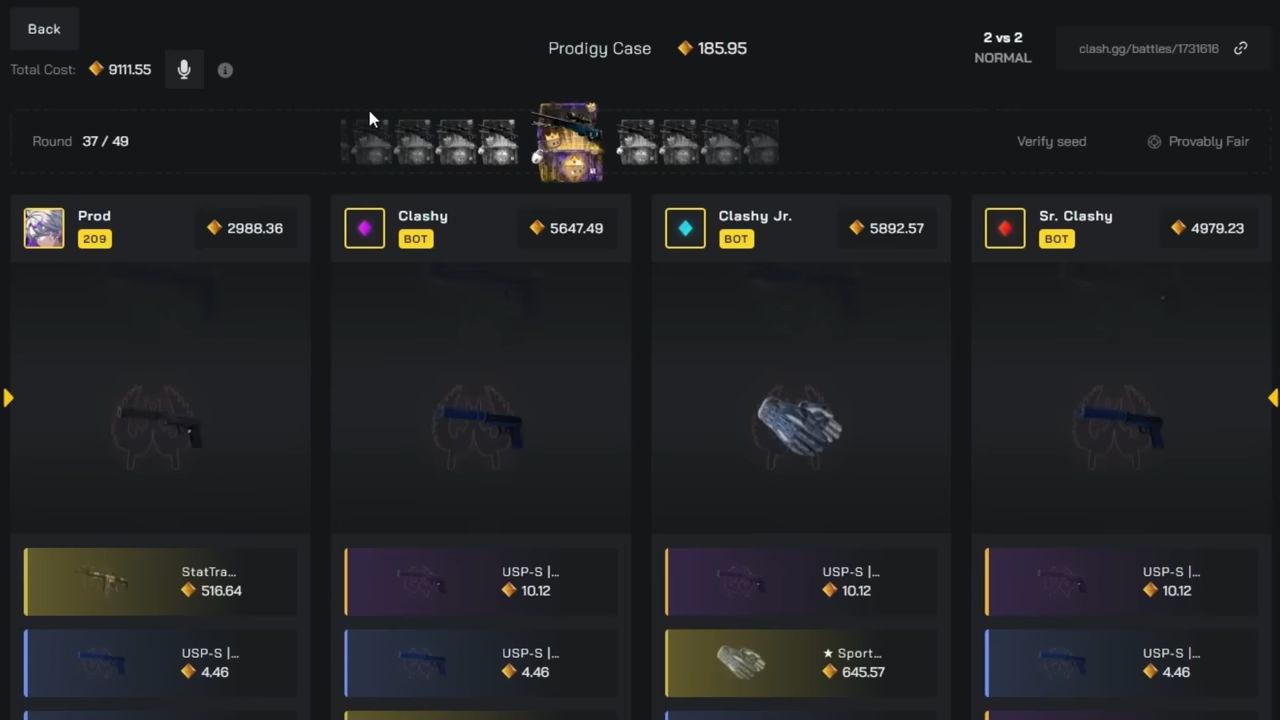 Back
Total Cost: 9111.55
Prodigy Case 185.95
2 vs 2
NORMAL
clash.gg/battles/1731616
Round 37 / 49
Verify seed
Provably Fair
Prod
209
2988.36
Clashy
BOT
5647.49
Clashy Jr.
BOT
5892.57
Sr. Clashy
BOT
4979.23
StatTra...
516.64
USP-S |...
10.12
USP-S |...
10.12
USP-S |...
10.12
USP-S |...
4.46
USP-S |...
4.46
★ Sport...
645.57
USP-S |...
4.46